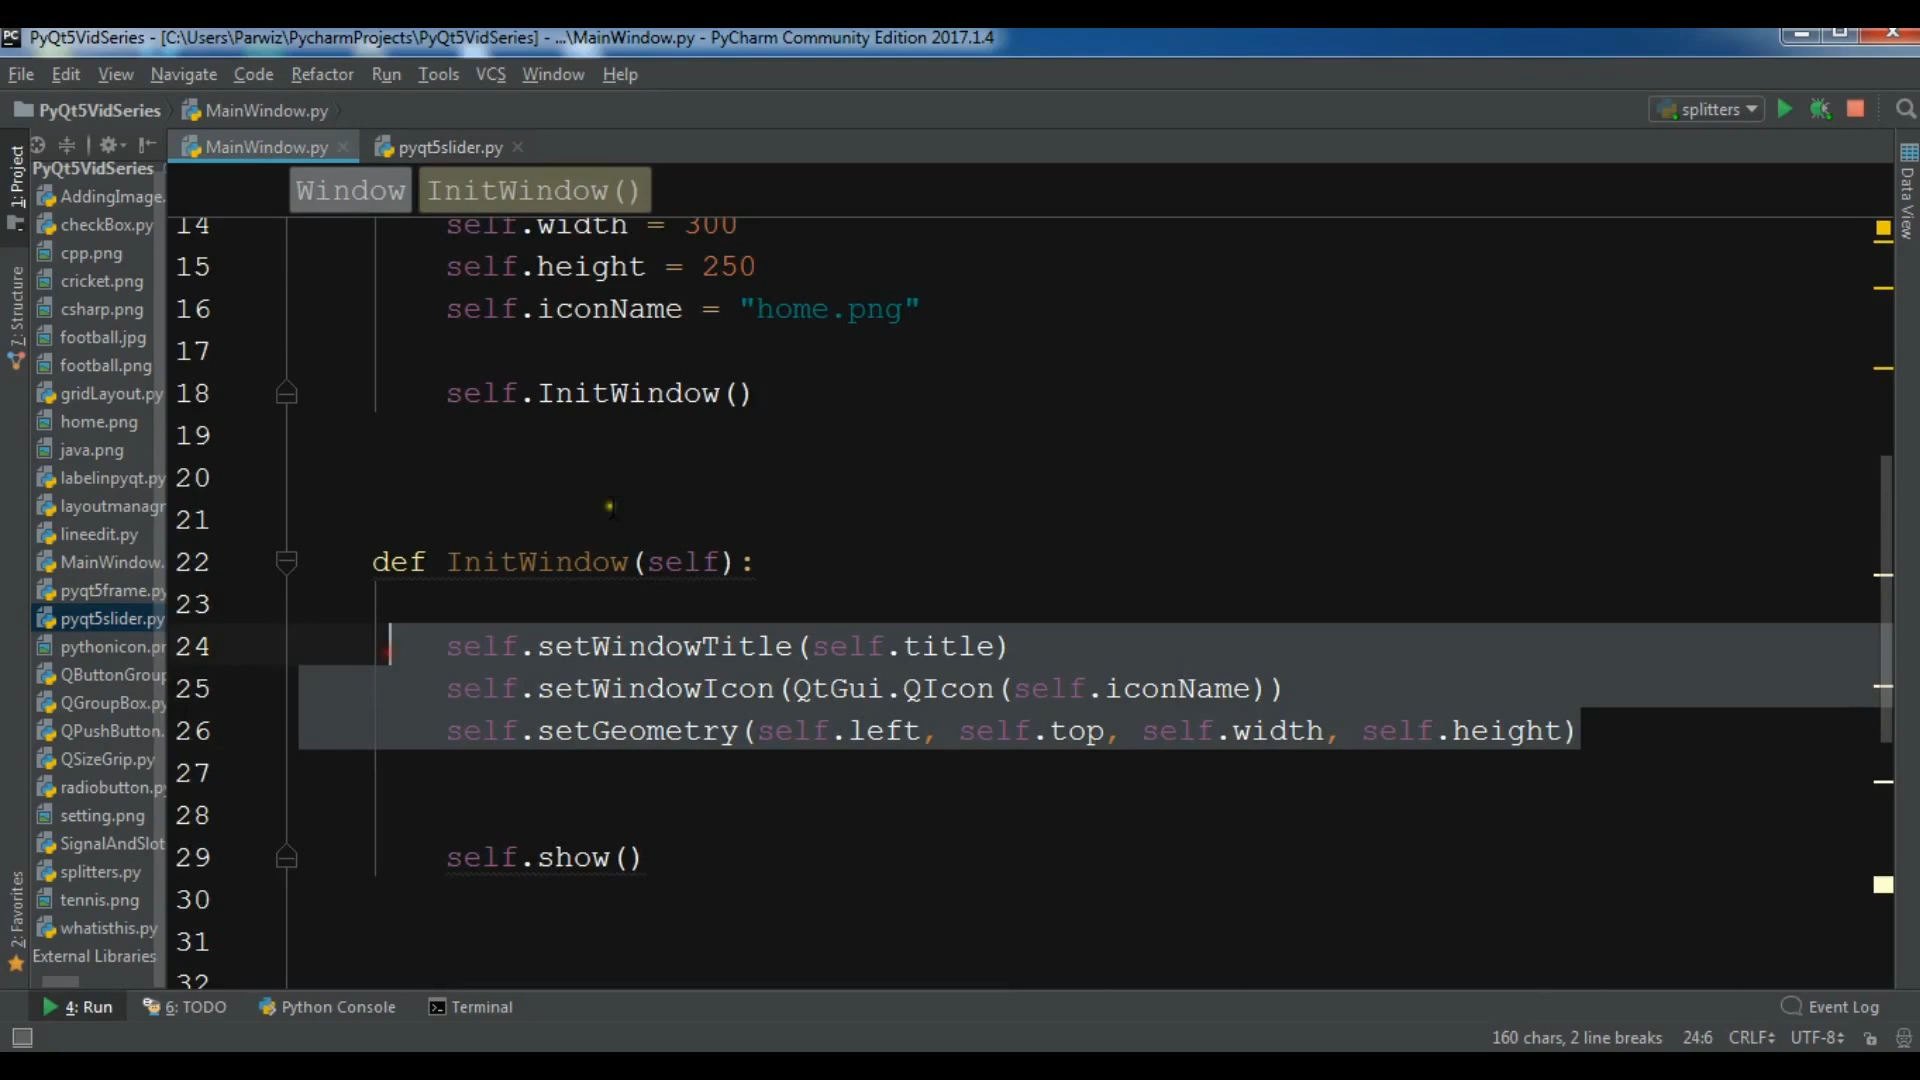 PyQt5VidSeries - [C:\Users\Parwiz\PycharmProjects\PyQt5VidSeries] - ...\MainWindow.py - PyCharm Community Edition 2017.1.4
File Edit View Navigate Code Refactor Run Tools VCS Window Help
PyQt5VidSeries MainWindow.py splitters
MainWindow.py pyqt5slider.py
Window InitWindow()
1: Project
7: Structure
2: Favorites
Data View
PyQt5VidSeries
AddingImage.
checkBox.py
cpp.png
cricket.png
csharp.png
football.jpg
football.png
gridLayout.py
home.png
java.png
labelinpyqt.py
layoutmanagr
lineedit.py
MainWindow.
pyqt5frame.py
pyqt5slider.py
pythonicon.pn
QButtonGroup
QGroupBox.py
QPushButton.
QSizeGrip.py
radiobutton.py
setting.png
SignalAndSlot
splitters.py
tennis.png
whatisthis.py
External Libraries
14 self.width = 300
15 self.height = 250
16 self.iconName = "home.png"
17
18 self.InitWindow()
19
20
21
22 def InitWindow(self):
23
24 self.setWindowTitle(self.title)
25 self.setWindowIcon(QtGui.QIcon(self.iconName))
26 self.setGeometry(self.left, self.top, self.width, self.height)
27
28
29 self.show()
30
31
32
4: Run 6: TODO Python Console Terminal Event Log
160 chars, 2 line breaks 24:6 CRLF UTF-8